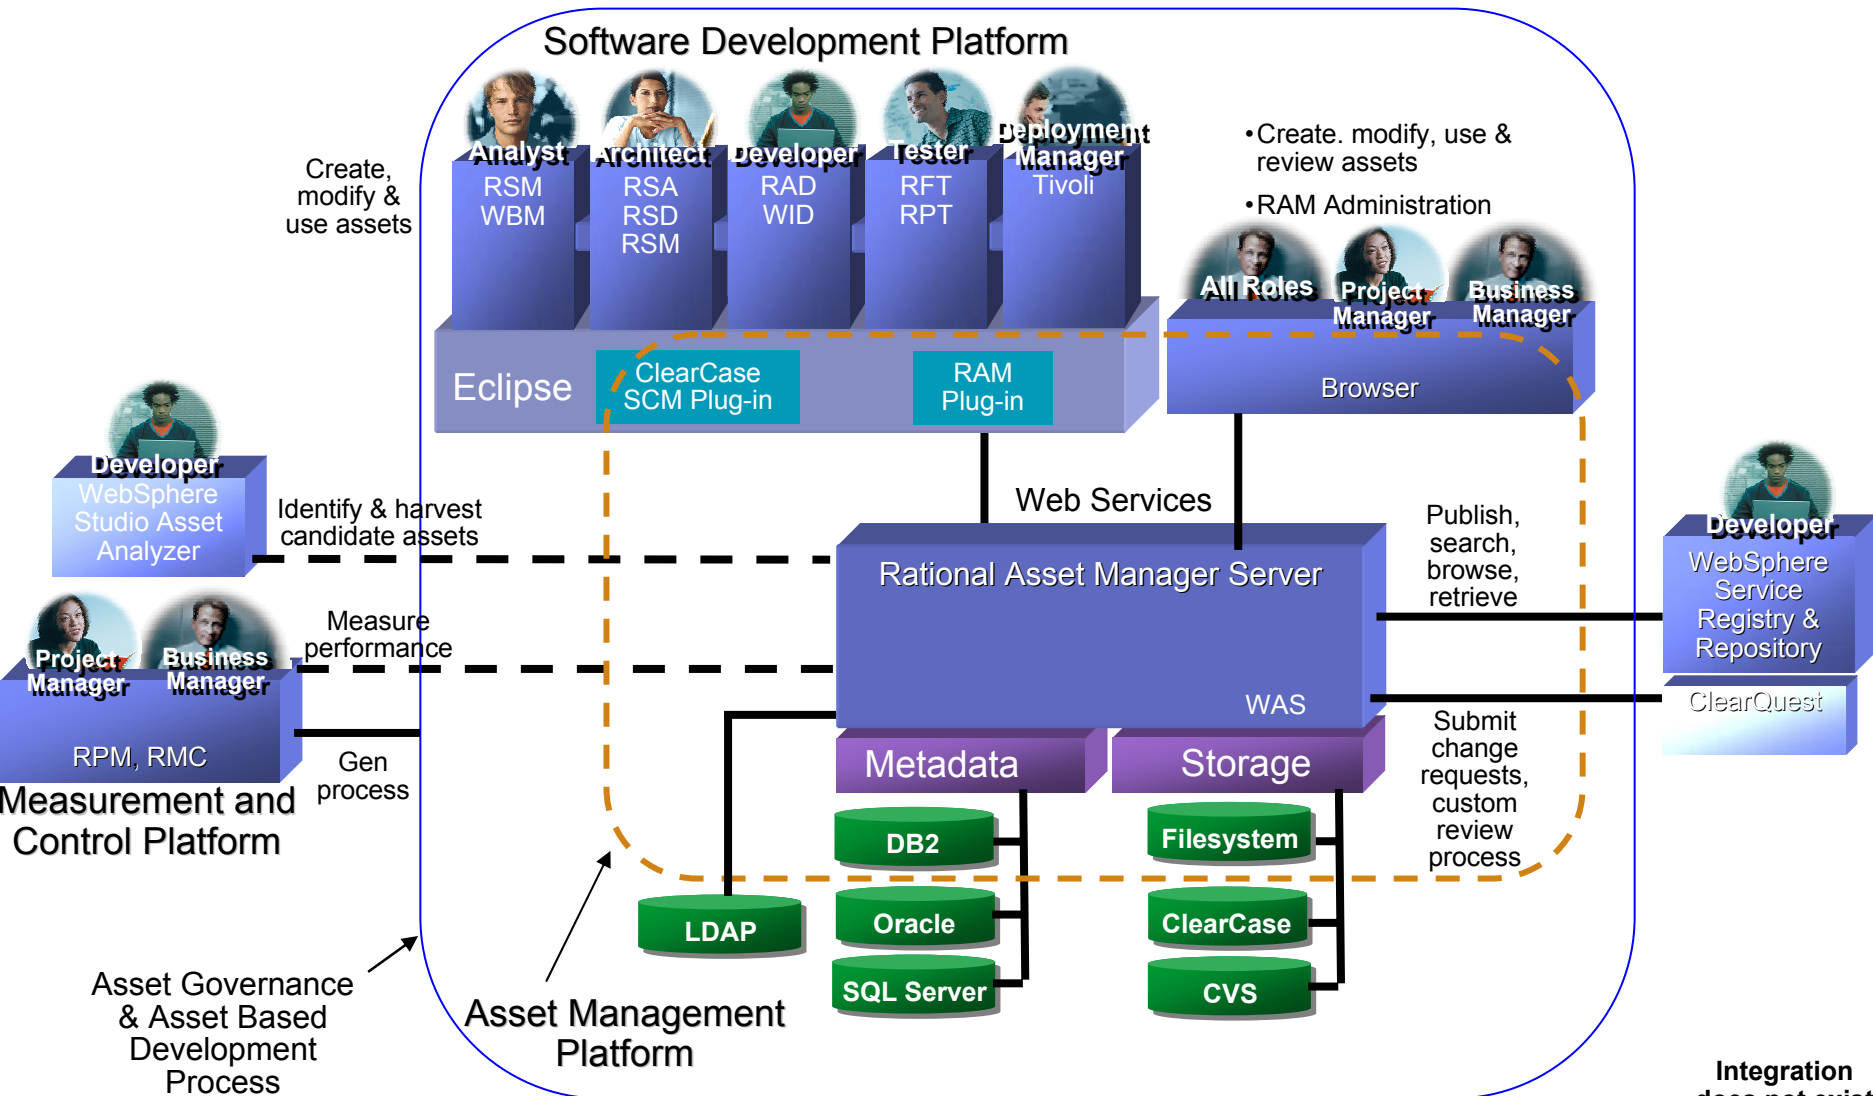 Software Development Platform
Create,
modify &
use assets
Analyst
RSM
WBM
Architect
RSA
RSD
RSM
Developer
RAD
WID
Tester
RFT
RPT
Deployment
Manager
Tivoli
•Create. modify, use &
review assets
•RAM Administration
All Roles
Project
Manager
Business
Manager
Browser
Eclipse
ClearCase
SCM Plug-in
RAM
Plug-in
Developer
WebSphere
Studio Asset
Analyzer
Identify & harvest
candidate assets
Web Services
Rational Asset Manager Server
WAS
Publish,
search,
browse,
retrieve
Developer
WebSphere
Service
Registry &
Repository
ClearQuest
Project
Manager
Business
Manager
Measure
performance
RPM, RMC
Gen
process
Measurement and
Control Platform
Metadata
Storage
Submit
change
requests,
custom
review
process
DB2
Filesystem
LDAP
Oracle
ClearCase
SQL Server
CVS
Asset Governance
& Asset Based
Development
Process
Asset Management
Platform
Integration
does not exist